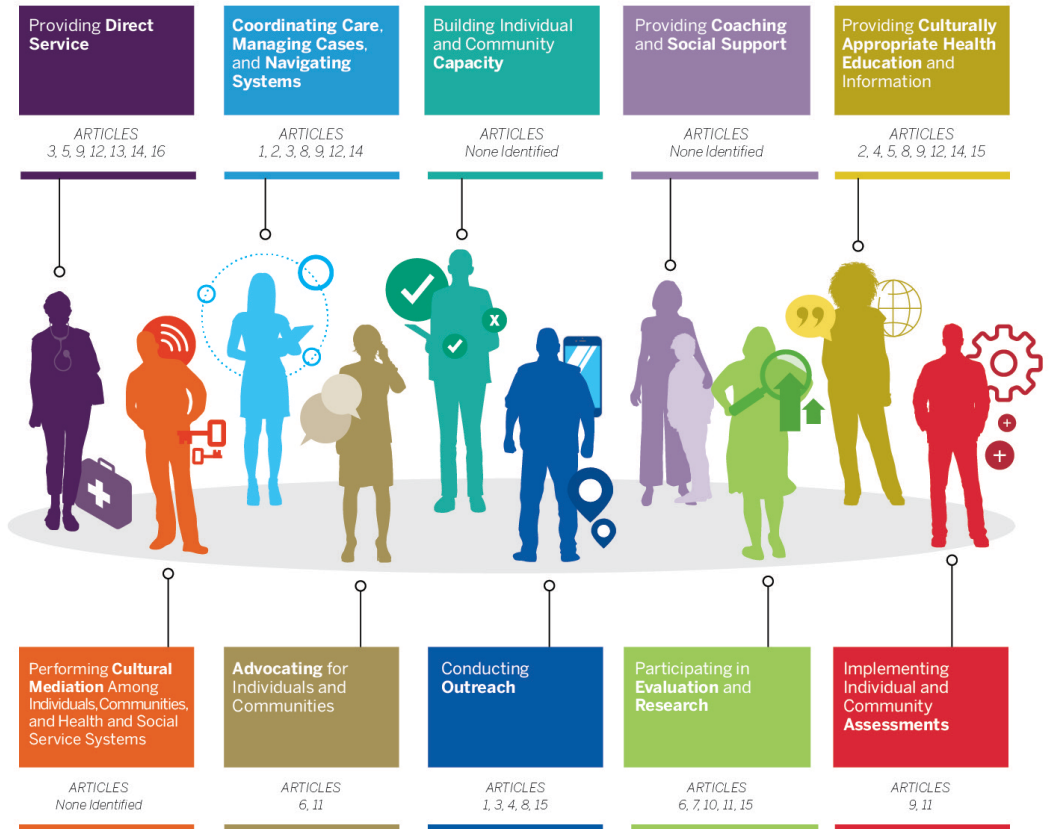 Providing Direct
Service
ARTICLES
3, 5, 9, 12, 13, 14, 16
Coordinating Care,
Managing Cases,
and Navigating
Systems
ARTICLES
1, 2, 3, 8, 9, 12, 14
Building Individual
and Community
Capacity
ARTICLES
None Identified
Providing Coaching
and Social Support
ARTICLES
None Identified
Providing Culturally
Appropriate Health
Education and
Information
ARTICLES
2, 4, 5, 8, 9, 12, 14, 15
X
Performing Cultural
Mediation Among
Individuals, Communities,
and Health and Social
Service Systems
ARTICLES
None Identified
Advocating for
Individuals and
Communities
ARTICLES
6, 11
Conducting
Outreach
ARTICLES
1, 3, 4, 8, 15
Participating in
Evaluation and
Research
ARTICLES
6, 7, 10, 11, 15
Implementing
Individual and
Community
Assessments
ARTICLES
9, 11